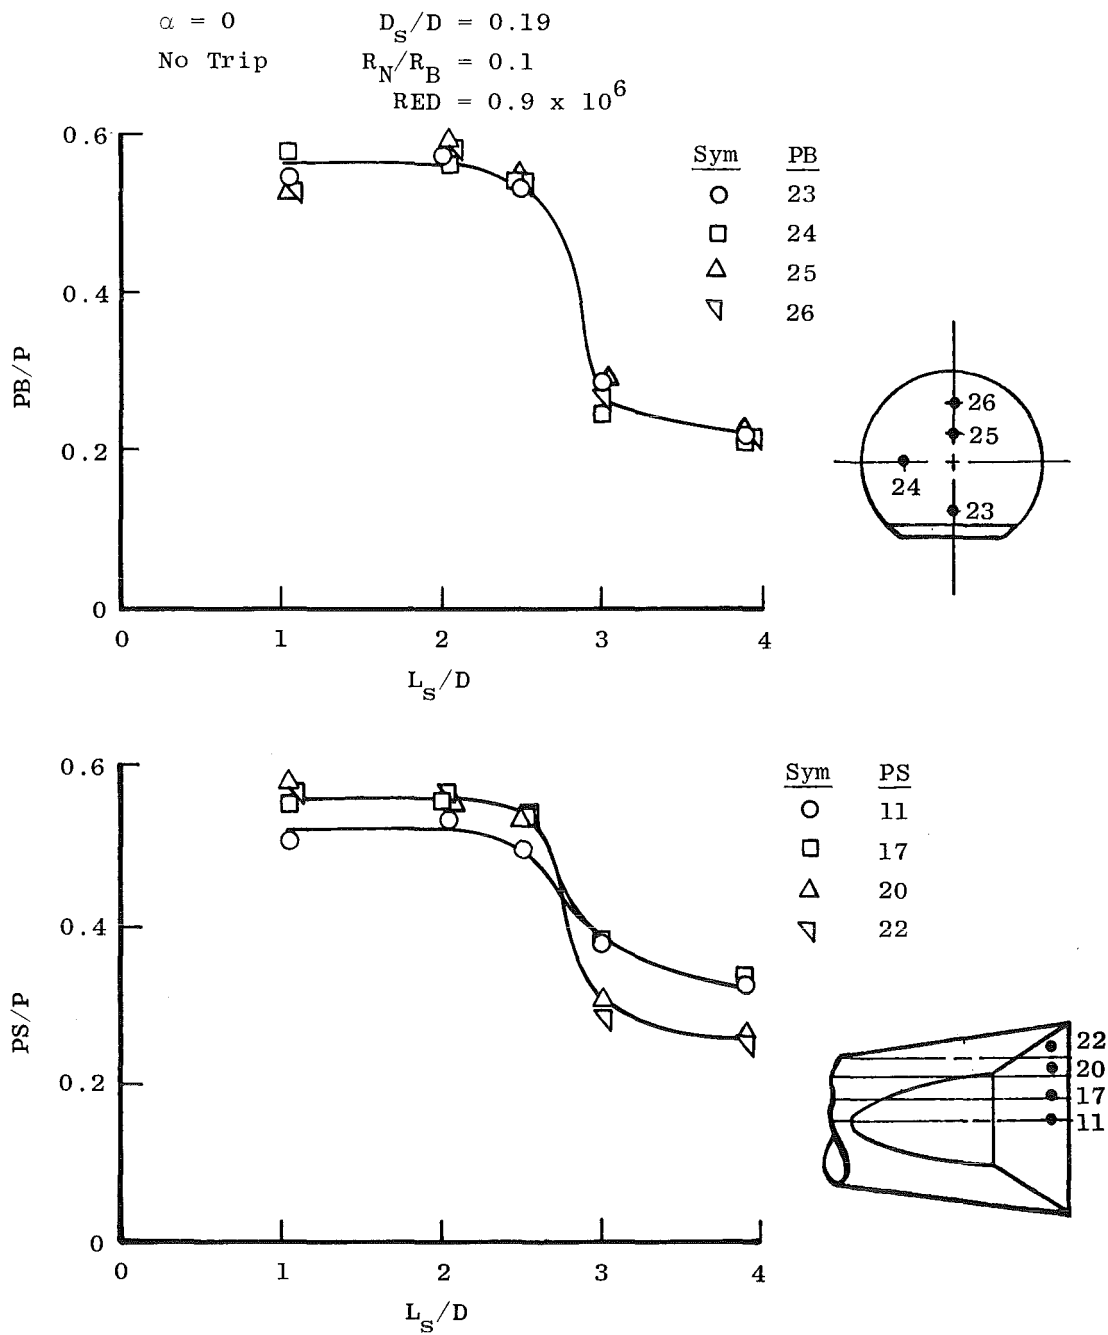 α = 0 D_s/D = 0.19
No Trip R_N/R_B = 0.1
RED = 0.9 x 10^6
0.6
0.4
0.2
0
PB/P
0 1 2 3 4
L_s/D
Sym PB
23
24
25
26
26
25
24
23
0.6
0.4
0.2
0
PS/P
0 1 2 3 4
L_s/D
Sym PS
11
17
20
22
22
20
17
11